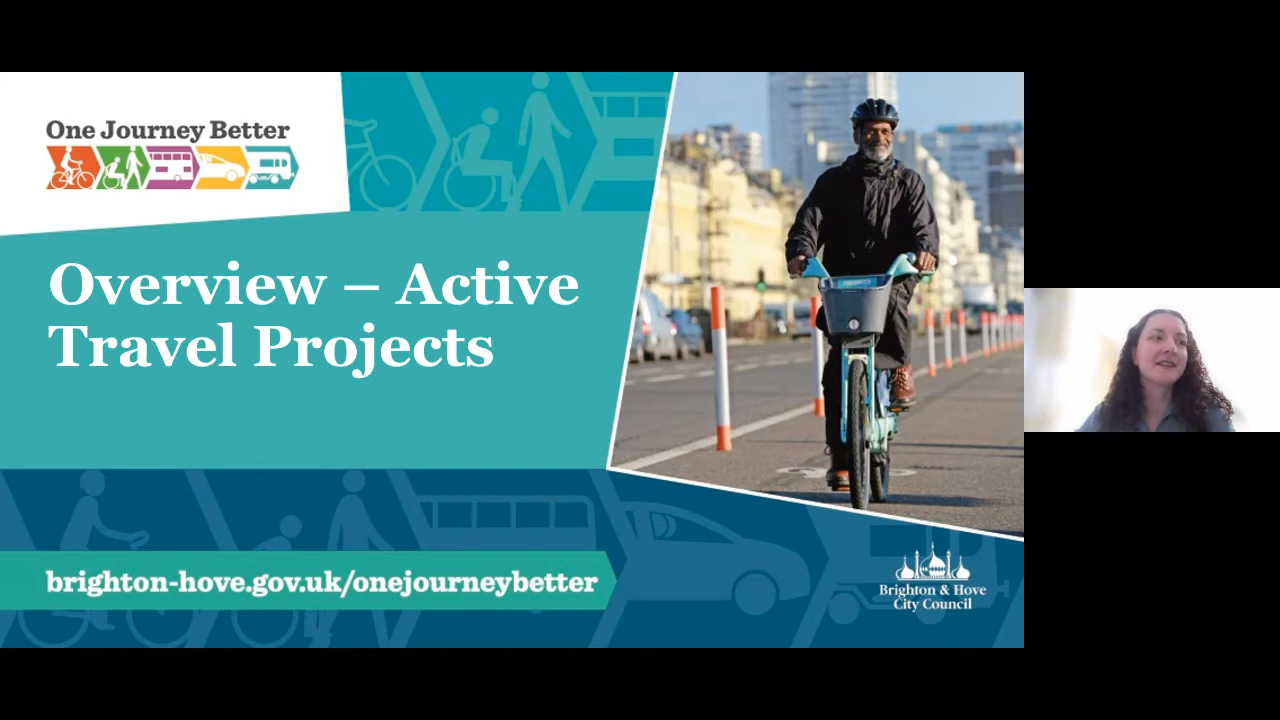 One Journey Better
Overview – Active
Travel Projects
brighton-hove.gov.uk/onejourneybetter
Brighton & Hove
City Council